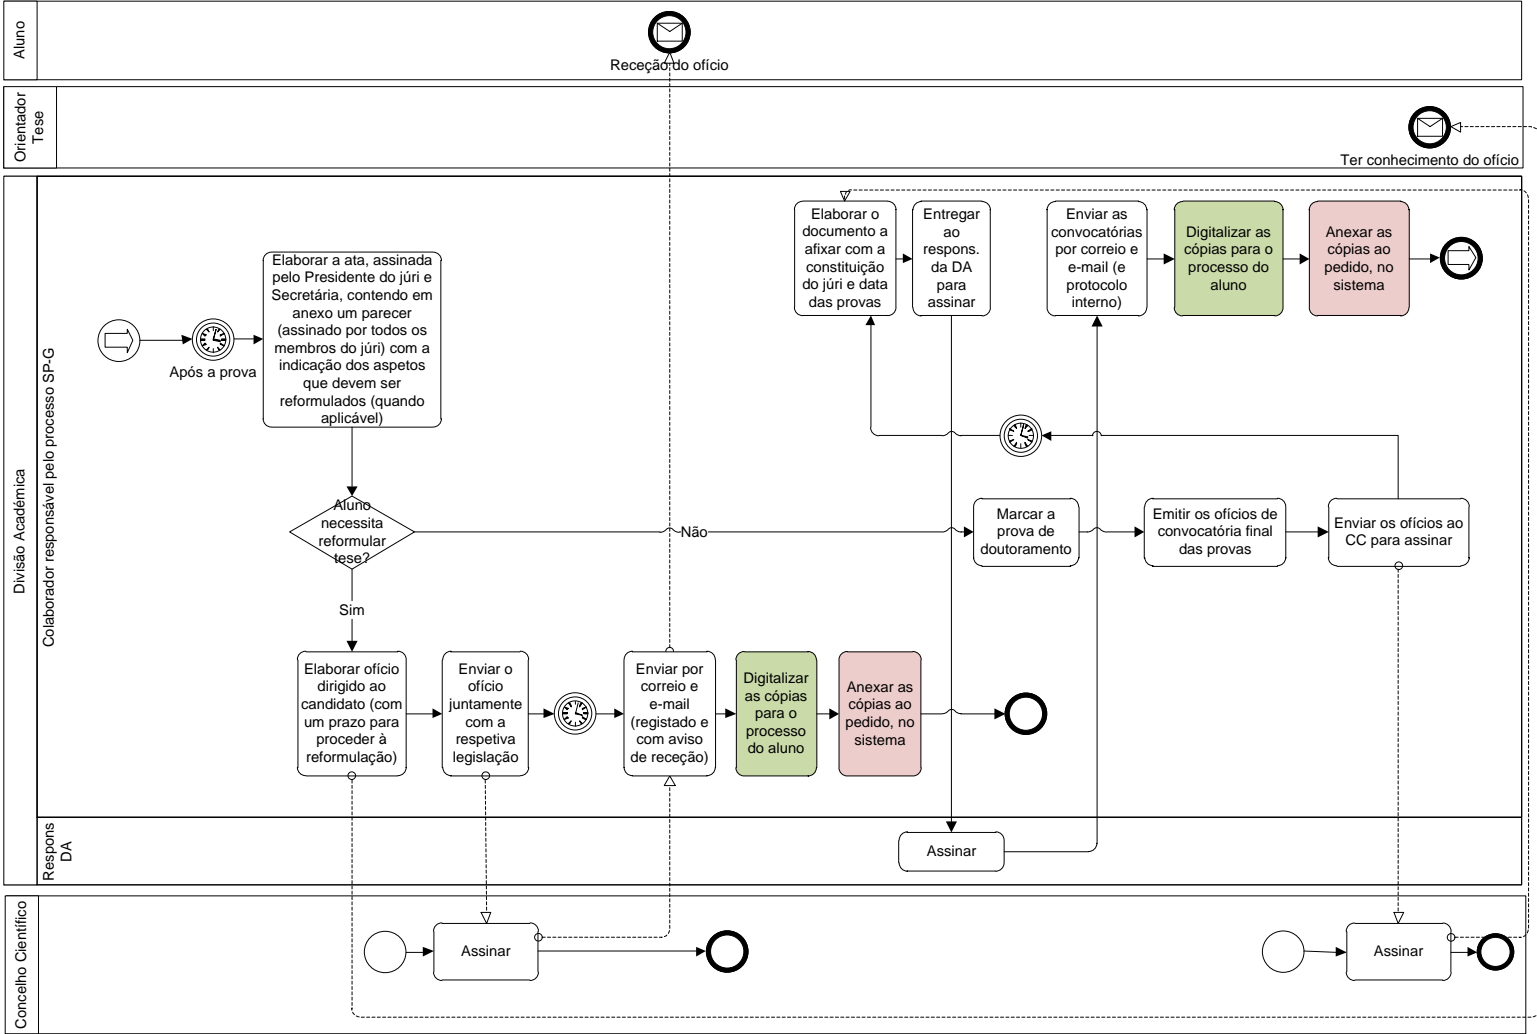 Aluno
Receção do ofício
Orientador
Tese
Ter conhecimento do ofício
Divisão Académica
Colaborador responsável pelo processo SP-G
Após a prova
Elaborar a ata, assinada
pelo Presidente do júri e
Secretária, contendo em
anexo um parecer
(assinado por todos os
membros do júri) com a
indicação dos aspetos
que devem ser
reformulados (quando
aplicável)
Elaborar o
documento a
afixar com a
constituição
do júri e data
das provas
Entregar
ao
respons.
da DA
para
assinar
Enviar as
convocatórias
por correio e
e-mail (e
protocolo
interno)
Digitalizar as
cópias para o
processo do
aluno
Anexar as
cópias ao
pedido, no
sistema
Aluno
necessita
reformular
tese?
Não
Marcar a
prova de
doutoramento
Emitir os ofícios de
convocatória final
das provas
Enviar os ofícios ao
CC para assinar
Sim
Elaborar ofício
dirigido ao
candidato (com
um prazo para
proceder à
reformulação)
Enviar o
ofício
juntamente
com a
respetiva
legislação
Enviar por
correio e
e-mail
(registado e
com aviso
de receção)
Digitalizar
as cópias
para o
processo
do aluno
Anexar as
cópias ao
pedido, no
sistema
Respons
DA
Assinar
Concelho Científico
Assinar
Assinar